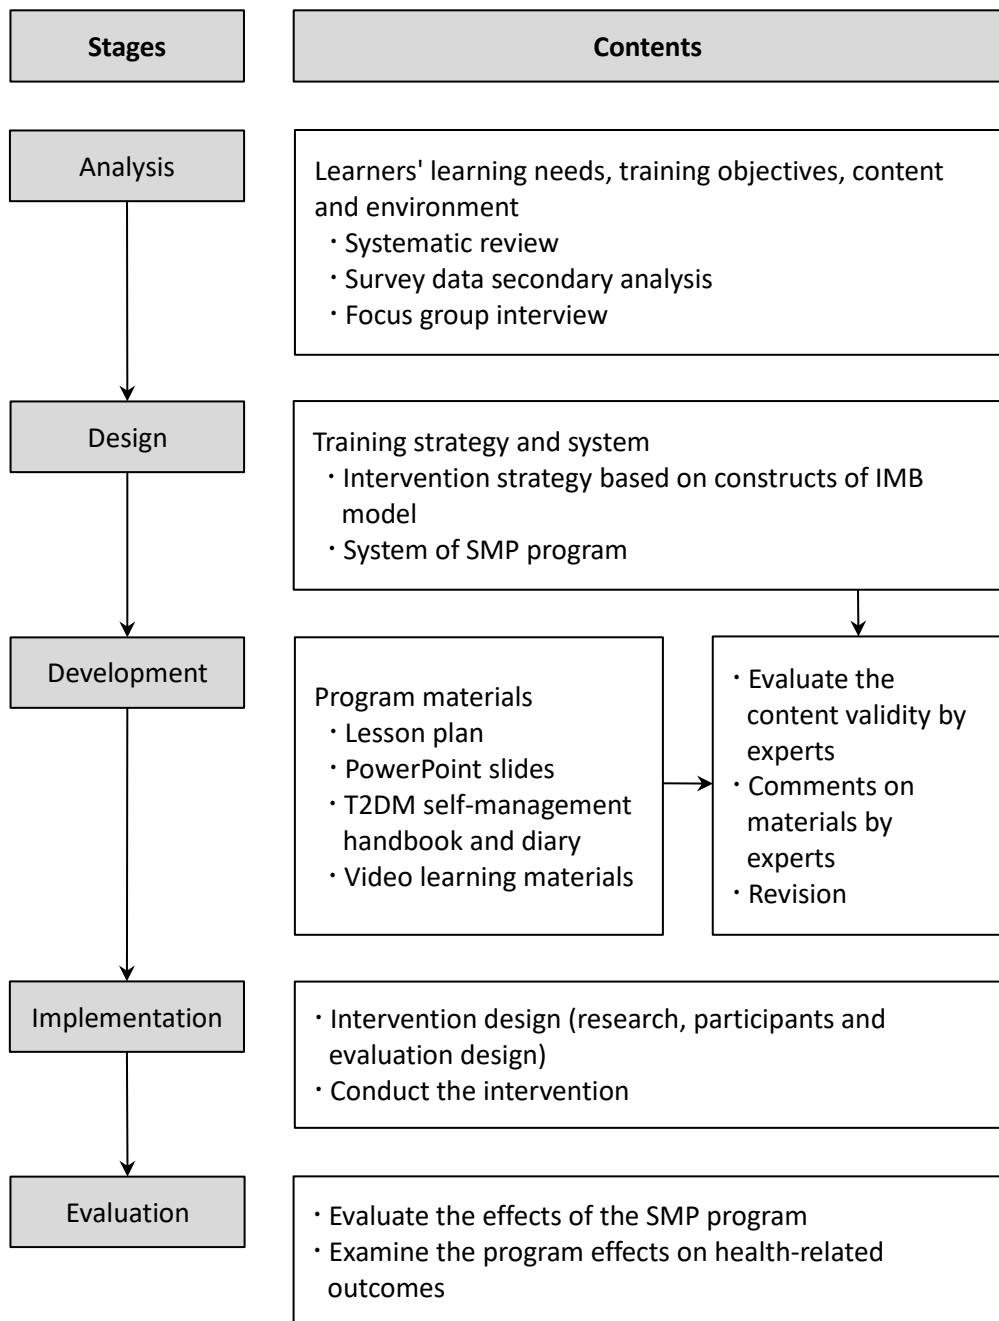 Stages
Contents
Analysis
Learners' learning needs, training objectives, content
and environment
· Systematic review
· Survey data secondary analysis
· Focus group interview
Design
Training strategy and system
· Intervention strategy based on constructs of IMB
model
· System of SMP program
Development
Program materials
· Lesson plan
· PowerPoint slides
· T2DM self-management
handbook and diary
· Video learning materials
· Evaluate the
content validity by
experts
· Comments on
materials by
experts
· Revision
Implementation
· Intervention design (research, participants and
evaluation design)
· Conduct the intervention
Evaluation
· Evaluate the effects of the SMP program
· Examine the program effects on health-related
outcomes